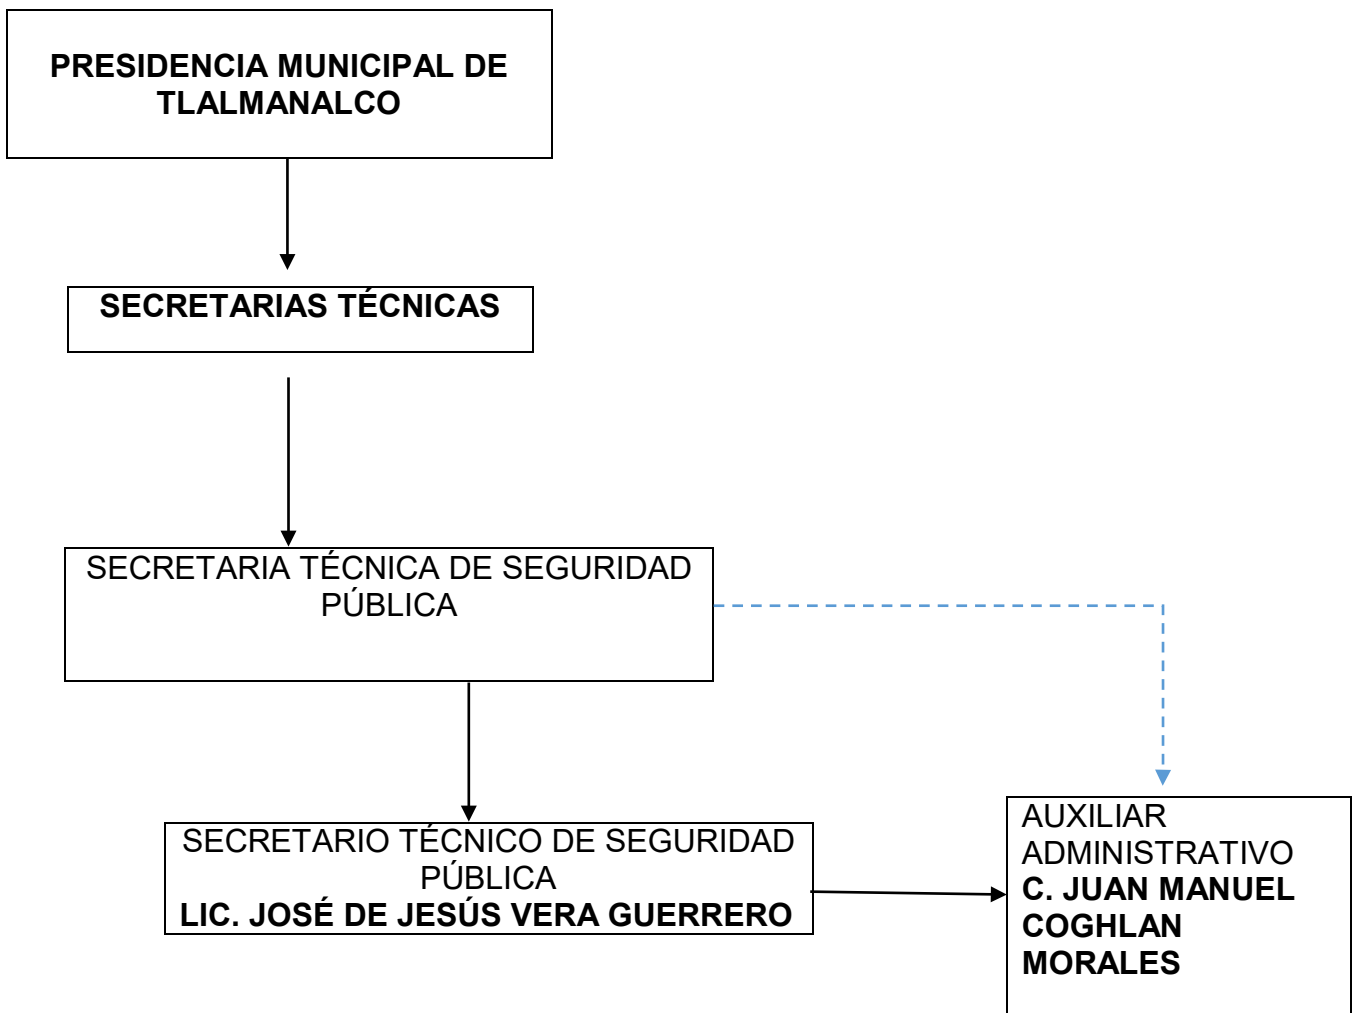 PRESIDENCIA MUNICIPAL DE
TLALMANALCO
SECRETARIAS TÉCNICAS
SECRETARIA TÉCNICA DE SEGURIDAD
PÚBLICA
SECRETARIO TÉCNICO DE SEGURIDAD
PÚBLICA
LIC. JOSÉ DE JESÚS VERA GUERRERO
AUXILIAR
ADMINISTRATIVO
C. JUAN MANUEL
COGHLAN
MORALES